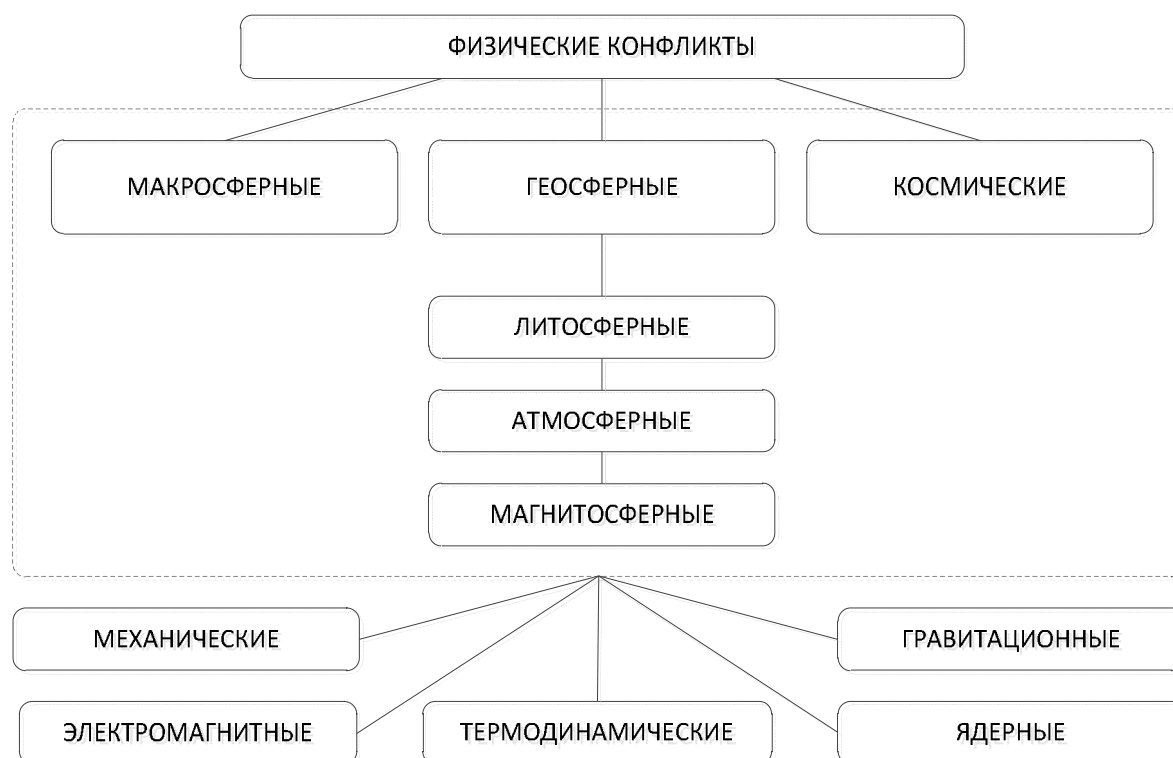 ФИЗИЧЕСКИЕ КОНФЛИКТЫ
МАКРОСФЕРНЫЕ
ГЕОСФЕРНЫЕ
КОСМИЧЕСКИЕ
ЛИТОСФЕРНЫЕ
АТМОСФЕРНЫЕ
МАГНИТОСФЕРНЫЕ
МЕХАНИЧЕСКИЕ
ГРАВИТАЦИОННЫЕ
ЭЛЕКТРОМАГНИТНЫЕ
ТЕРМОДИНАМИЧЕСКИЕ
ЯДЕРНЫЕ